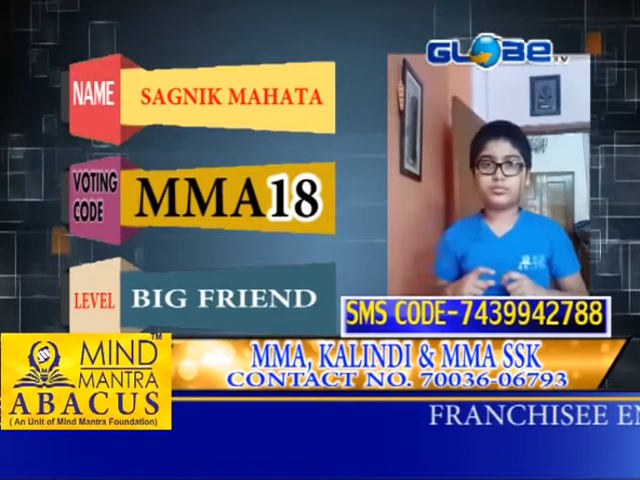 GLOBE TV
NAME
SAGNIK MAHATA
VOTING
CODE
MMA18
LEVEL
BIG FRIEND
SMS CODE-7439942788
MIND TM
MANTRA
ABACUS
( An Unit of Mind Mantra Foundation)
MMA, KALINDI & MMA SSK
CONTACT NO. 70036-06793
FRANCHISEE EN